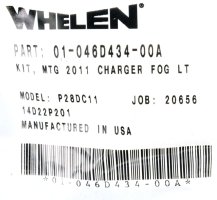 WHELEN
PART: 01-046D434-00A
KIT, MTG 2011 CHARGER FOG LT
MODEL: P28DC11 JOB: 20656
14D22P201
MANUFACTURED IN USA
*01-046D434-00A*